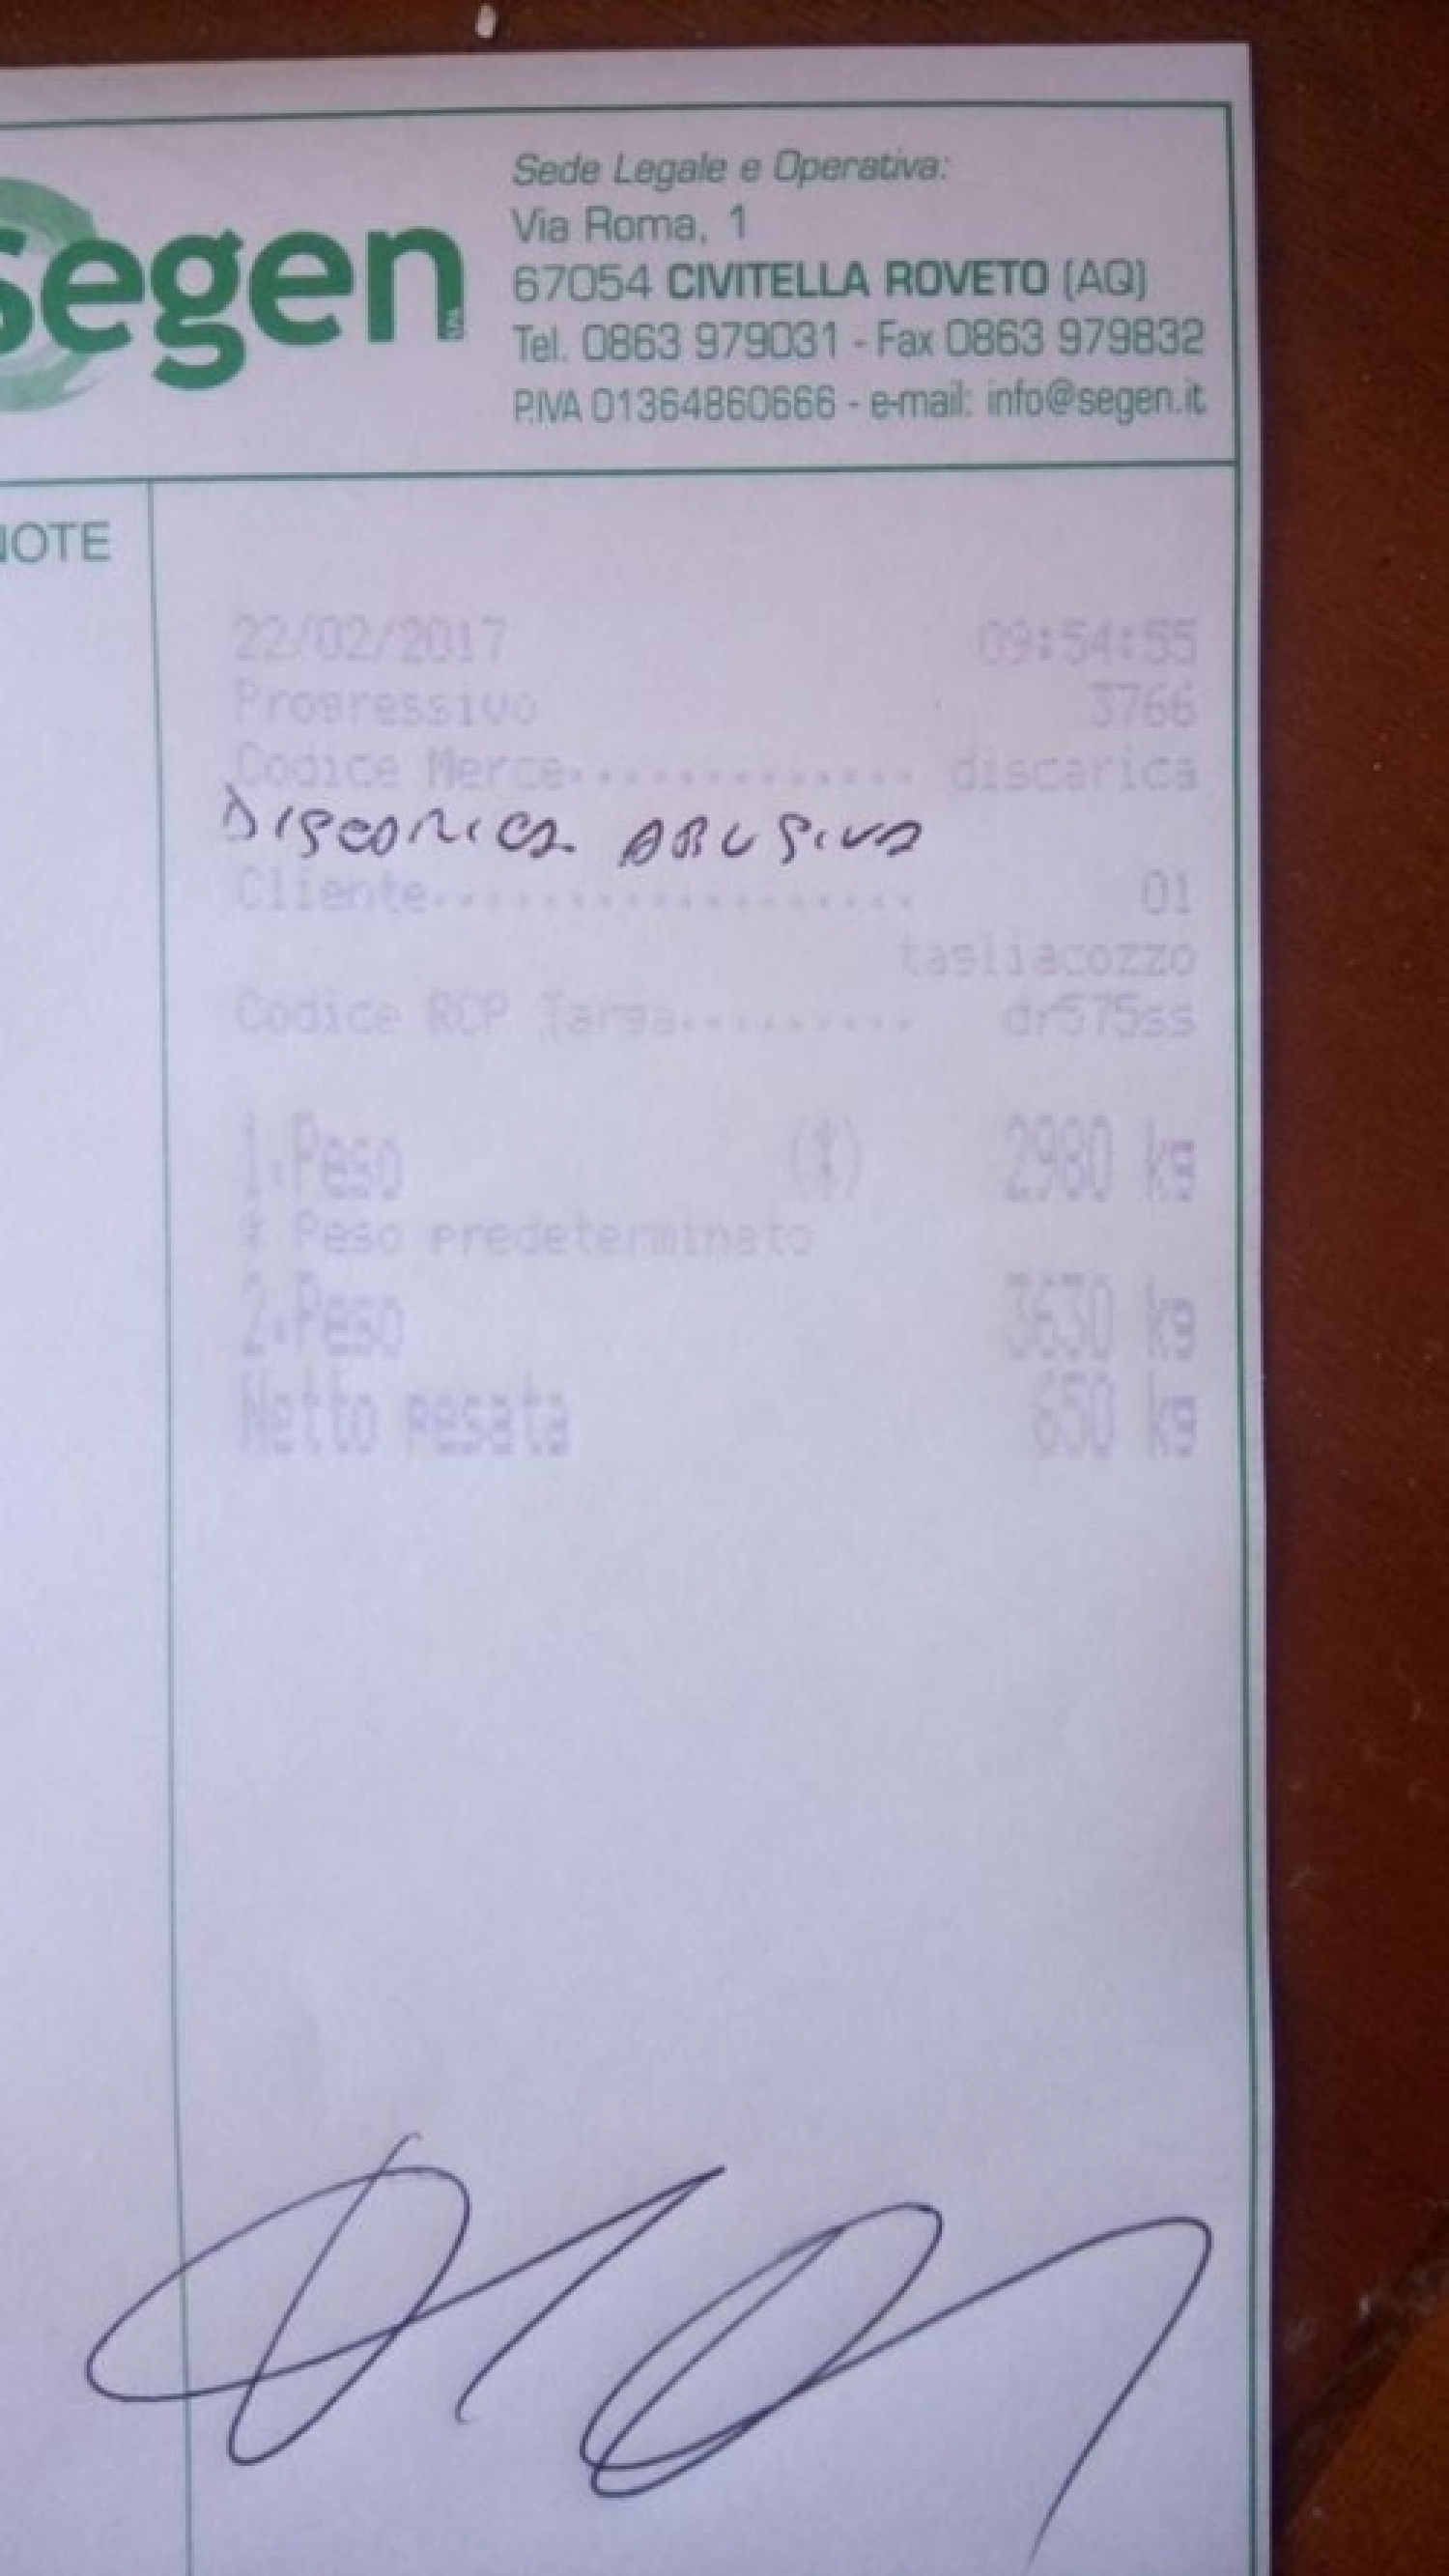 segen
Sede Legale e Operativa:
Via Roma, 1
67054 CIVITELLA ROVETO (AQ)
Tel. 0863 979031 - Fax 0863 979832
P.IVA 01364860666 - e-mail: info@segen.it
NOTE
22/02/2017 09:54:55
Progressivo 3766
Codice Merce............. discarica
DISCARICA ABUSIVA
Cliente.................. 01
tagliacozzo
Codice RCP Targa......... dr575ss
1.Peso (*) 2980 kg
* Peso predeterminato
2.Peso 3630 kg
Netto pesata 650 kg